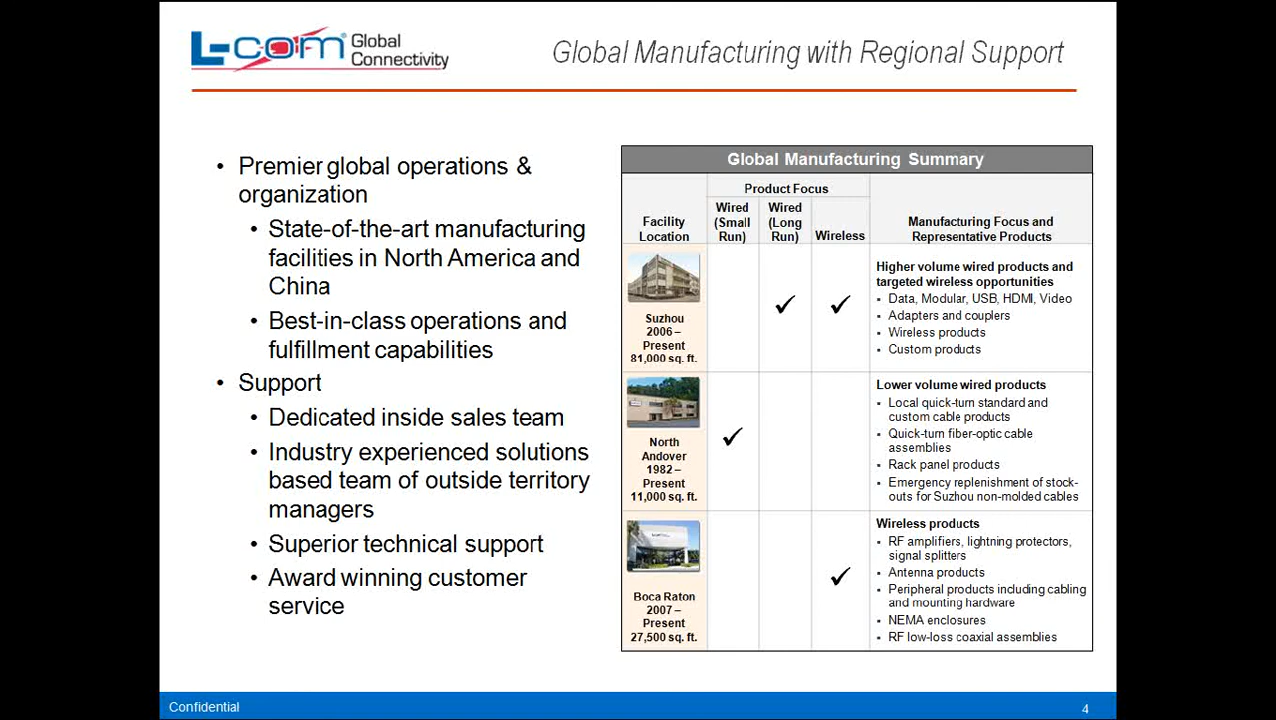 L-com® Global
Connectivity
Global Manufacturing with Regional Support
• Premier global operations &
organization
• State-of-the-art manufacturing
facilities in North America and
China
• Best-in-class operations and
fulfillment capabilities
• Support
• Dedicated inside sales team
• Industry experienced solutions
based team of outside territory
managers
• Superior technical support
• Award winning customer
service
Global Manufacturing Summary
Product Focus
Facility
Location
Wired
(Small
Run)
Wired
(Long
Run)
Wireless
Manufacturing Focus and
Representative Products
Suzhou
2006 –
Present
81,000 sq. ft.
✓ ✓
Higher volume wired products and
targeted wireless opportunities
▪ Data, Modular, USB, HDMI, Video
▪ Adapters and couplers
▪ Wireless products
▪ Custom products
North
Andover
1982 –
Present
11,000 sq. ft.
✓
Lower volume wired products
▪ Local quick-turn standard and
custom cable products
▪ Quick-turn fiber-optic cable
assemblies
▪ Rack panel products
▪ Emergency replenishment of stock-
outs for Suzhou non-molded cables
Boca Raton
2007 –
Present
27,500 sq. ft.
✓
Wireless products
▪ RF amplifiers, lightning protectors,
signal splitters
▪ Antenna products
▪ Peripheral products including cabling
and mounting hardware
▪ NEMA enclosures
▪ RF low-loss coaxial assemblies
Confidential
4